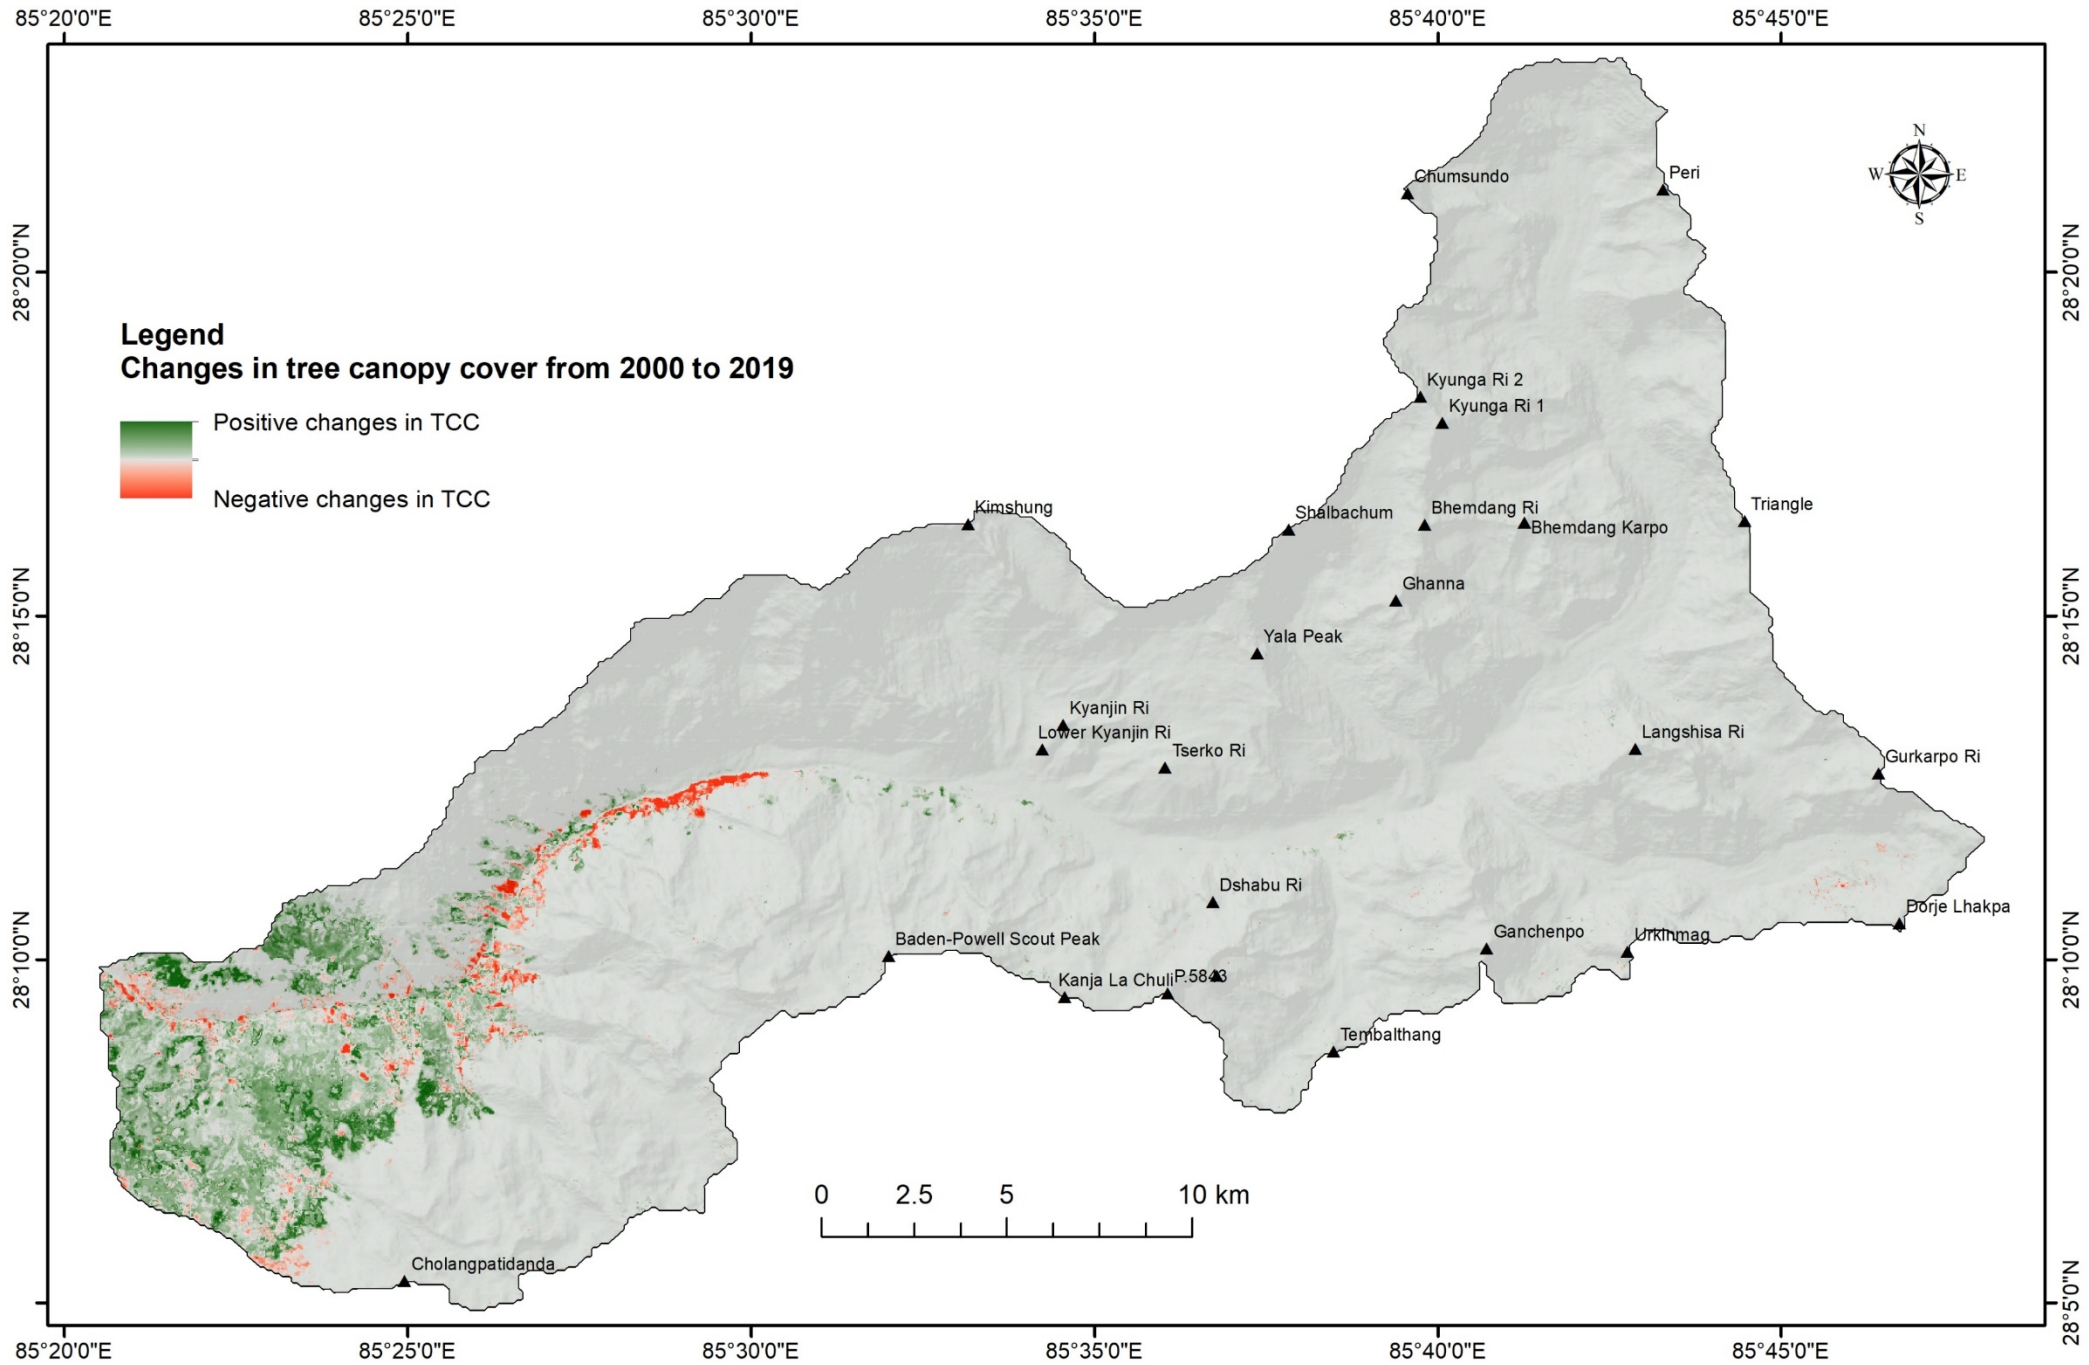 85°20'0"E
85°25'0"E
85°30'0"E
85°35'0"E
85°40'0"E
85°45'0"E
N
W
E
S
Chumsundo
Peri
28°20'0"N
28°20'0"N
Legend
Changes in tree canopy cover from 2000 to 2019
Positive changes in TCC
Negative changes in TCC
Kyunga Ri 2
Kyunga Ri 1
Kimshung
Shalbachum
Bhemdang Ri
Bhemdang Karpo
Triangle
Ghanna
28°15'0"N
28°15'0"N
Yala Peak
Kyanjin Ri
Lower Kyanjin Ri
Tserko Ri
Langshisa Ri
Gurkarpo Ri
Dshabu Ri
Dorje Lhakpa
Baden-Powell Scout Peak
Ganchenpo
Urkinmag
28°10'0"N
28°10'0"N
Kanja La Chuli
P.5843
Tembalthang
0 2.5 5 10 km
Cholangpatidanda
28°5'0"N
85°20'0"E
85°25'0"E
85°30'0"E
85°35'0"E
85°40'0"E
85°45'0"E